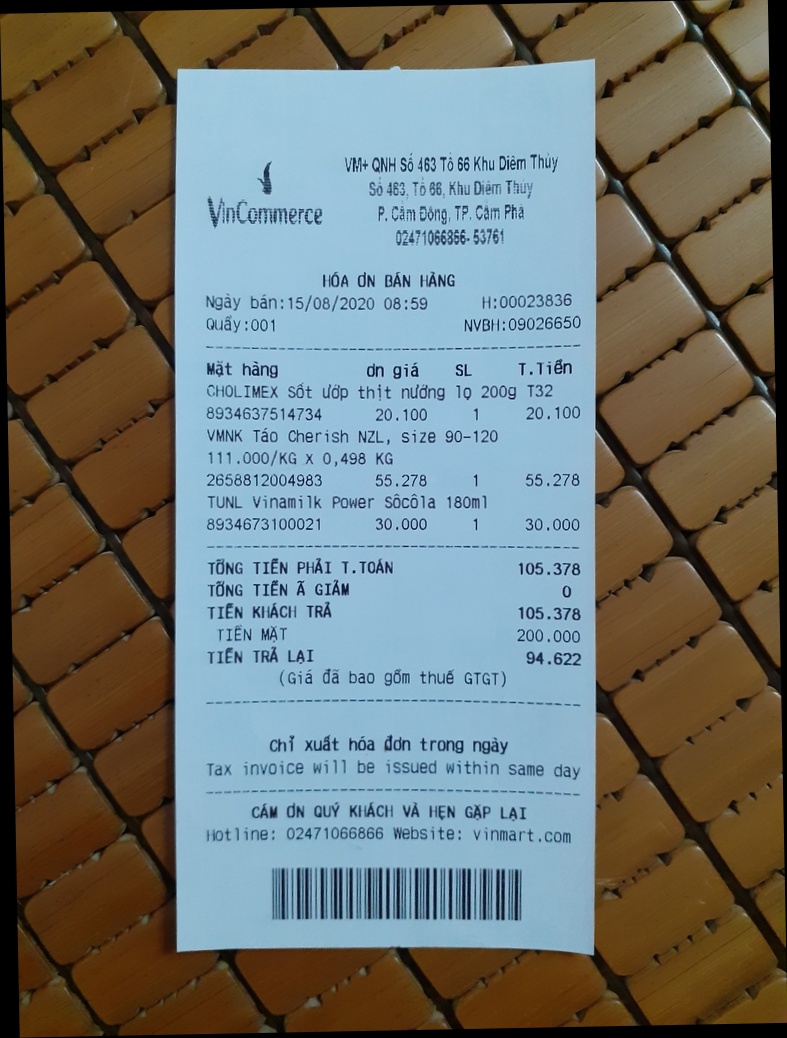 VinCommerce
VM+ QNH Số 463 Tổ 66 Khu Diêm Thủy
Số 463, Tổ 66, Khu Diêm Thủy
P. Cẩm Đông, TP. Cẩm Phả
02471066866- 53761
HÓA ƠN BÁN HÀNG
Ngày bán:15/08/2020 08:59 H:00023836
Quầy:001 NVBH:09026650
Mặt hàng ơn giá SL T.Tiền
CHOLIMEX Sốt ướp thịt nướng lọ 200g T32
8934637514734 20.100 1 20.100
VMNK Táo Cherish NZL, size 90-120
111.000/KG X 0,498 KG
2658812004983 55.278 1 55.278
TUNL Vinamilk Power Sôcôla 180ml
8934673100021 30.000 1 30.000
TỔNG TIỀN PHẢI T.TOÁN 105.378
TỔNG TIỀN Ã GIẢM 0
TIỀN KHÁCH TRẢ 105.378
TIỀN MẶT 200.000
TIỀN TRẢ LẠI 94.622
(Giá đã bao gồm thuế GTGT)
Chỉ xuất hóa đơn trong ngày
Tax invoice will be issued within same day
CẢM ƠN QUÝ KHÁCH VÀ HẸN GẶP LẠI
Hotline: 02471066866 Website: vinmart.com